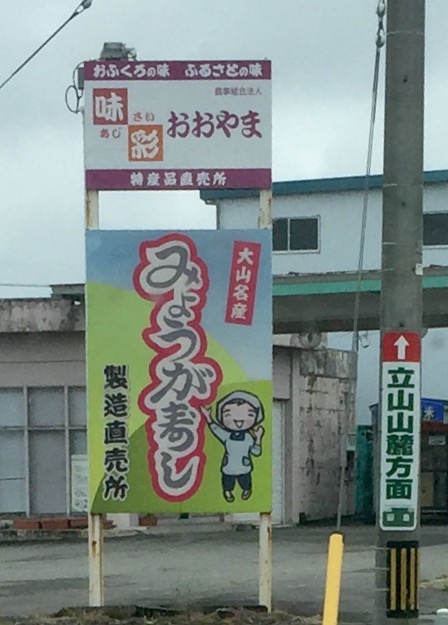 おふくろの味 ふるさとの味
農事組合法人
味彩
あじ さい
おおやま
特産品直売所
大山名産
みょうが寿し
製造直売所
↑
立山山麓方面
米